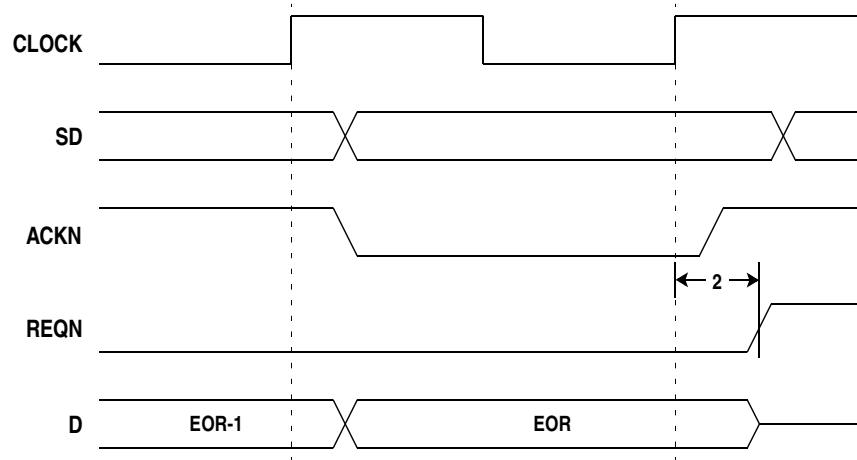 CLOCK
SD
ACKN
2
REQN
D EOR-1 EOR